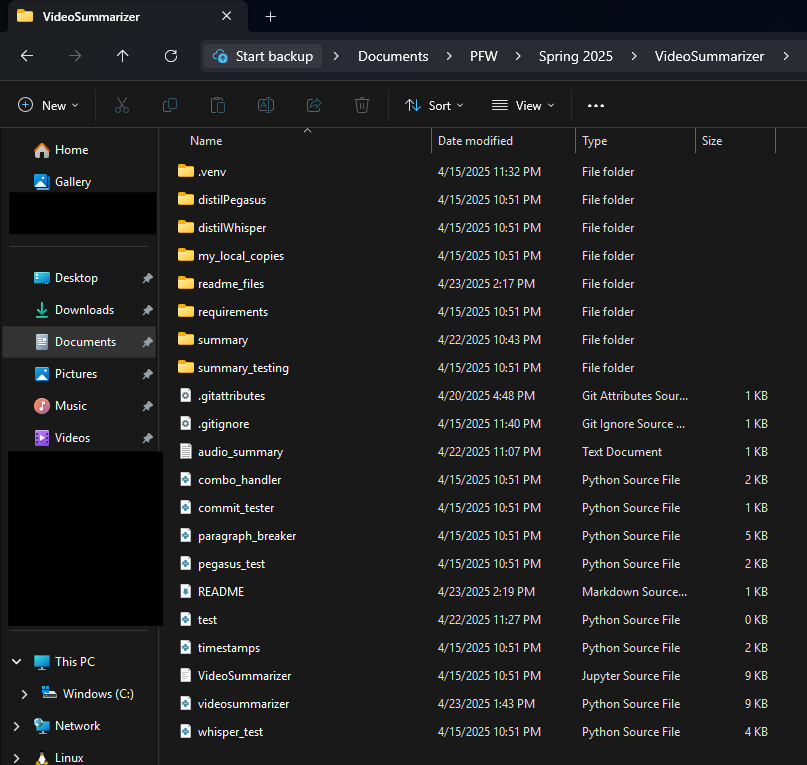 VideoSummarizer
Start backup > Documents > PFW > Spring 2025 > VideoSummarizer >
New Sort View ...
Name Date modified Type Size
Home
Gallery
Desktop
Downloads
Documents
Pictures
Music
Videos
This PC
Windows (C:)
Network
Linux
.venv 4/15/2025 11:32 PM File folder
distilPegasus 4/15/2025 10:51 PM File folder
distilWhisper 4/15/2025 10:51 PM File folder
my_local_copies 4/15/2025 10:51 PM File folder
readme_files 4/23/2025 2:17 PM File folder
requirements 4/15/2025 10:51 PM File folder
summary 4/22/2025 10:43 PM File folder
summary_testing 4/15/2025 10:51 PM File folder
.gitattributes 4/20/2025 4:48 PM Git Attributes Sour... 1 KB
.gitignore 4/15/2025 11:40 PM Git Ignore Source ... 1 KB
audio_summary 4/22/2025 11:07 PM Text Document 1 KB
combo_handler 4/15/2025 10:51 PM Python Source File 2 KB
commit_tester 4/15/2025 10:51 PM Python Source File 1 KB
paragraph_breaker 4/15/2025 10:51 PM Python Source File 5 KB
pegasus_test 4/15/2025 10:51 PM Python Source File 2 KB
README 4/23/2025 2:19 PM Markdown Source... 1 KB
test 4/22/2025 11:27 PM Python Source File 0 KB
timestamps 4/15/2025 10:51 PM Python Source File 2 KB
VideoSummarizer 4/15/2025 10:51 PM Jupyter Source File 9 KB
videosummarizer 4/23/2025 1:43 PM Python Source File 9 KB
whisper_test 4/15/2025 10:51 PM Python Source File 4 KB